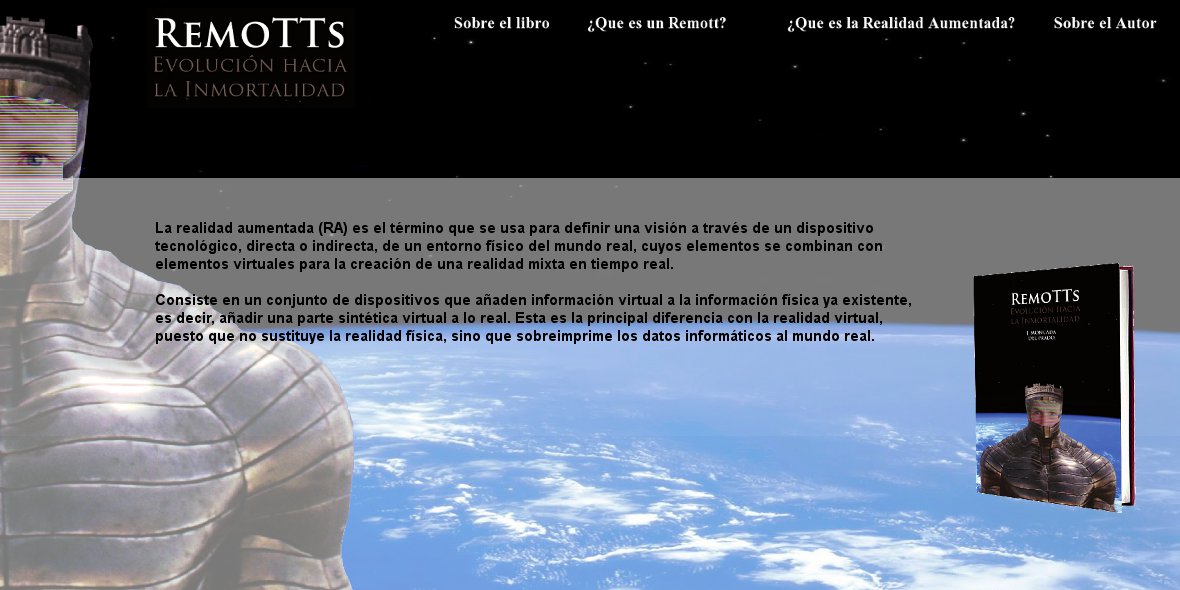 REMOTTS
EVOLUCIÓN HACIA
LA INMORTALIDAD
Sobre el libro
¿Que es un Remott?
¿Que es la Realidad Aumentada?
Sobre el Autor
La realidad aumentada (RA) es el término que se usa para definir una visión a través de un dispositivo
tecnológico, directa o indirecta, de un entorno físico del mundo real, cuyos elementos se combinan con
elementos virtuales para la creación de una realidad mixta en tiempo real.
Consiste en un conjunto de dispositivos que añaden información virtual a la información física ya existente,
es decir, añadir una parte sintética virtual a lo real. Esta es la principal diferencia con la realidad virtual,
puesto que no sustituye la realidad física, sino que sobreimprime los datos informáticos al mundo real.
REMOTTS
EVOLUCIÓN HACIA
LA INMORTALIDAD
J. MONCADA
DEL PRADO